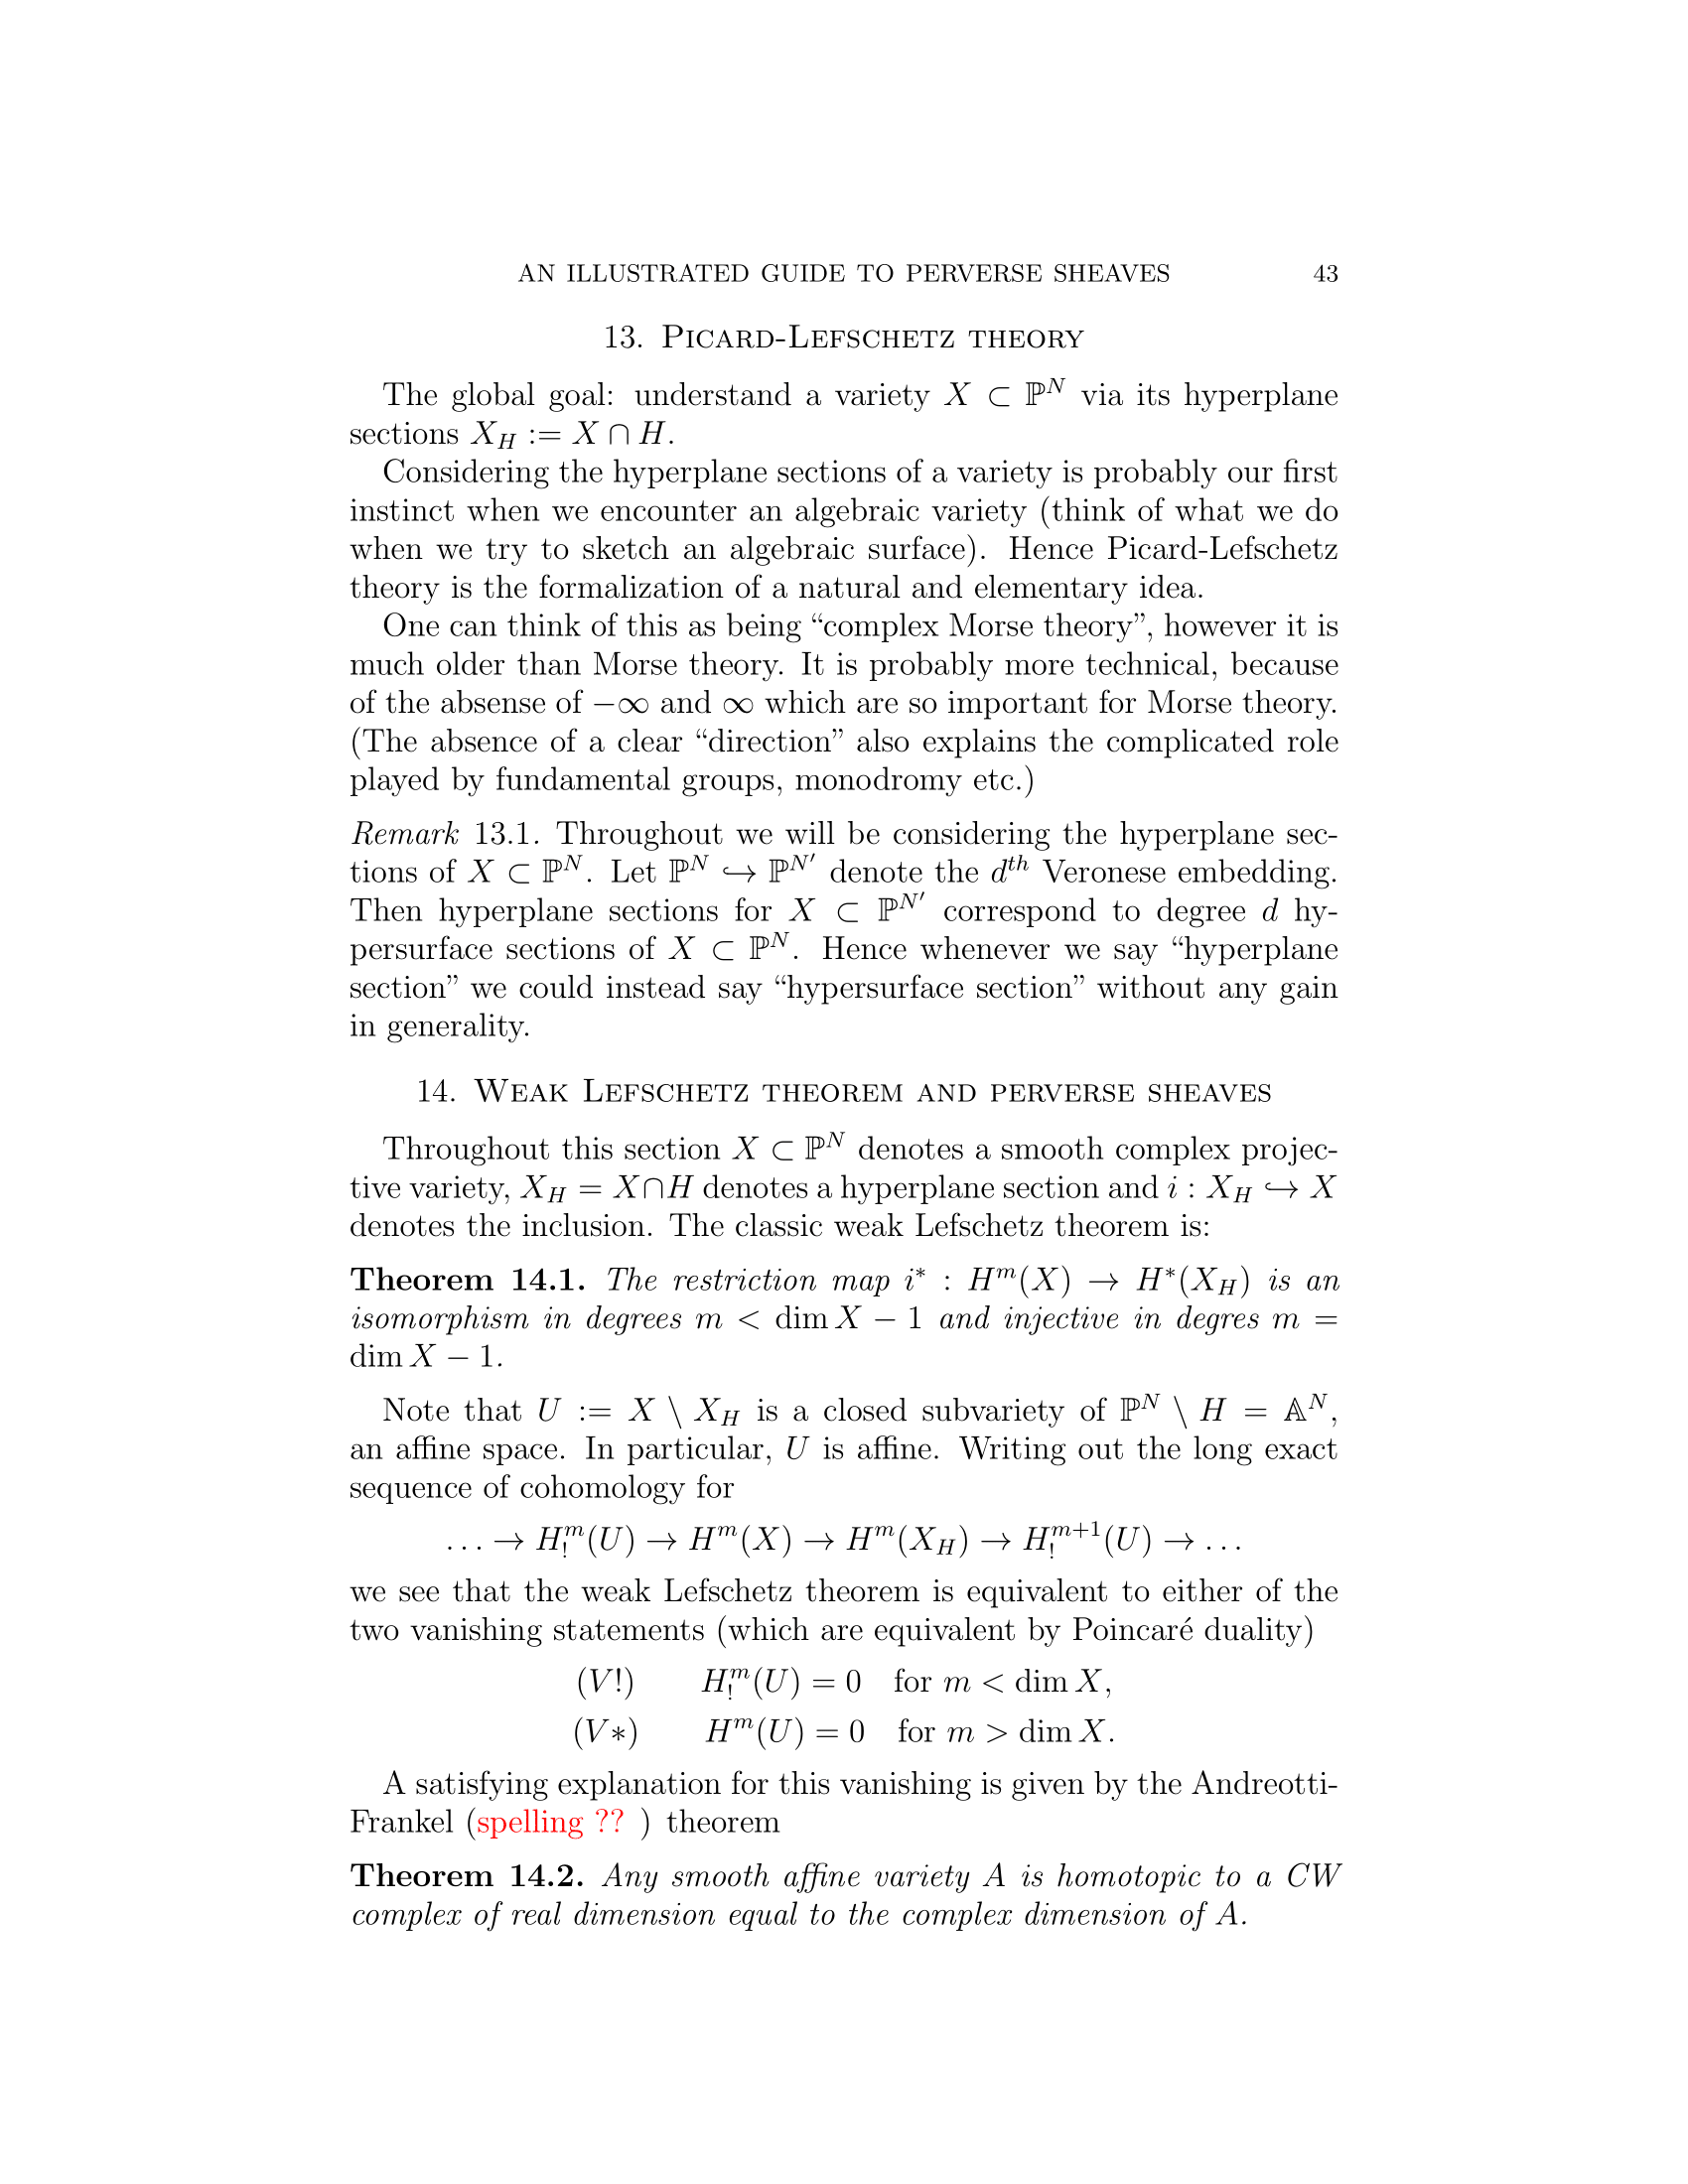 AN ILLUSTRATED GUIDE TO PERVERSE SHEAVES 43
13. Picard-Lefschetz theory
The global goal: understand a variety $X \subset \mathbb{P}^N$ via its hyperplane
sections $X_H := X \cap H$.
Considering the hyperplane sections of a variety is probably our first
instinct when we encounter an algebraic variety (think of what we do
when we try to sketch an algebraic surface). Hence Picard-Lefschetz
theory is the formalization of a natural and elementary idea.
One can think of this as being “complex Morse theory”, however it is
much older than Morse theory. It is probably more technical, because
of the absense of $-\infty$ and $\infty$ which are so important for Morse theory.
(The absence of a clear “direction” also explains the complicated role
played by fundamental groups, monodromy etc.)
Remark 13.1. Throughout we will be considering the hyperplane sec-
tions of $X \subset \mathbb{P}^N$. Let $\mathbb{P}^N \hookrightarrow \mathbb{P}^{N'}$ denote the $d^{th}$ Veronese embedding.
Then hyperplane sections for $X \subset \mathbb{P}^{N'}$ correspond to degree $d$ hy-
persurface sections of $X \subset \mathbb{P}^N$. Hence whenever we say “hyperplane
section” we could instead say “hypersurface section” without any gain
in generality.
14. Weak Lefschetz theorem and perverse sheaves
Throughout this section $X \subset \mathbb{P}^N$ denotes a smooth complex projec-
tive variety, $X_H = X \cap H$ denotes a hyperplane section and $i : X_H \hookrightarrow X$
denotes the inclusion. The classic weak Lefschetz theorem is:
Theorem 14.1. The restriction map $i^* : H^m(X) \to H^*(X_H)$ is an
isomorphism in degrees $m < \dim X - 1$ and injective in degres $m =$
$\dim X - 1$.
Note that $U := X \setminus X_H$ is a closed subvariety of $\mathbb{P}^N \setminus H = \mathbb{A}^N$,
an affine space. In particular, $U$ is affine. Writing out the long exact
sequence of cohomology for
$\ldots \to H^m_!(U) \to H^m(X) \to H^m(X_H) \to H^{m+1}_!(U) \to \ldots$
we see that the weak Lefschetz theorem is equivalent to either of the
two vanishing statements (which are equivalent by Poincaré duality)
$(V!) \quad H^m_!(U) = 0 \quad \text{for } m < \dim X,$
$(V*) \quad H^m(U) = 0 \quad \text{for } m > \dim X.$
A satisfying explanation for this vanishing is given by the Andreotti-
Frankel (spelling ?? ) theorem
Theorem 14.2. Any smooth affine variety $A$ is homotopic to a CW
complex of real dimension equal to the complex dimension of $A$.